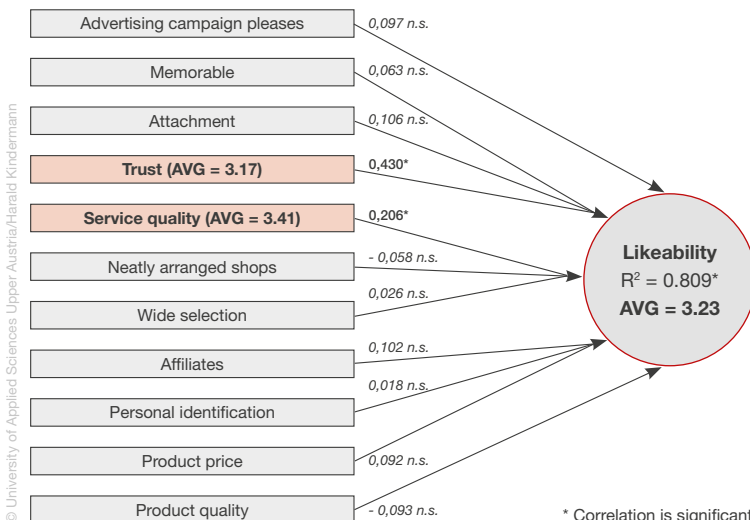 Advertising campaign pleases
0,097 n.s.
Memorable
0,063 n.s.
Attachment
0,106 n.s.
Trust (AVG = 3.17)
0,430*
Service quality (AVG = 3.41)
0,206*
Neatly arranged shops
- 0,058 n.s.
Wide selection
0,026 n.s.
Affiliates
0,102 n.s.
Personal identification
0,018 n.s.
Product price
0,092 n.s.
Product quality
- 0,093 n.s.
Likeability
R² = 0.809*
AVG = 3.23
* Correlation is significant
© University of Applied Sciences Upper Austria/Harald Kindermann